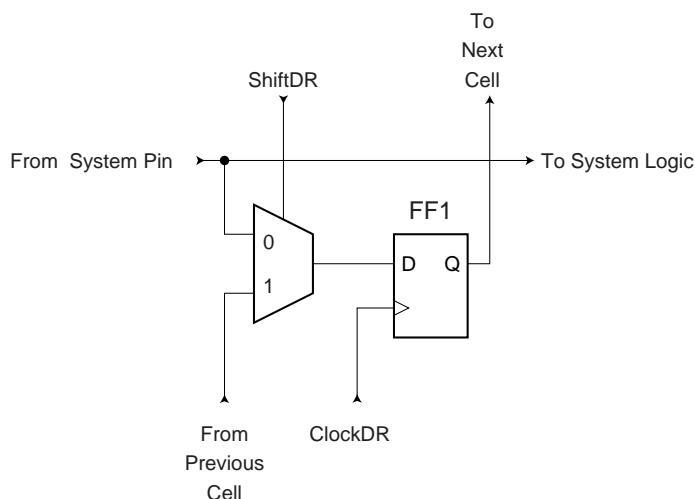 To
Next
Cell
ShiftDR
From System Pin
To System Logic
FF1
0
D Q
1
From
Previous
Cell
ClockDR